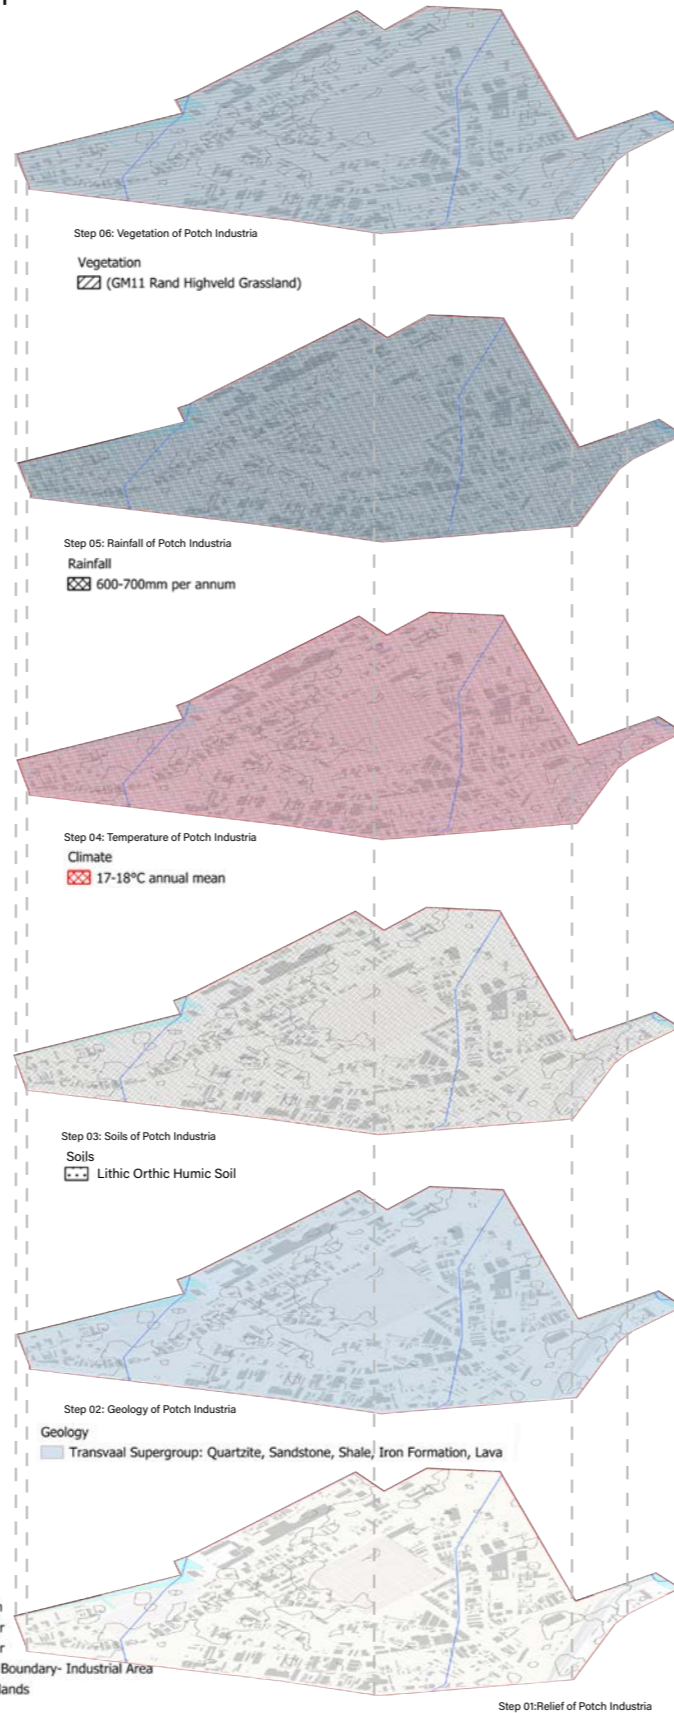 Step 06: Vegetation of Potch Industria
Vegetation
(GM11 Rand Highveld Grassland)
Step 05: Rainfall of Potch Industria
Rainfall
600-700mm per annum
Step 04: Temperature of Potch Industria
Climate
17-18°C annual mean
Step 03: Soils of Potch Industria
Soils
Lithic Orthic Humic Soil
Step 02: Geology of Potch Industria
Geology
Transvaal Supergroup: Quartzite, Sandstone, Shale, Iron Formation, Lava
Boundary- Industrial Area
Step 01:Relief of Potch Industria